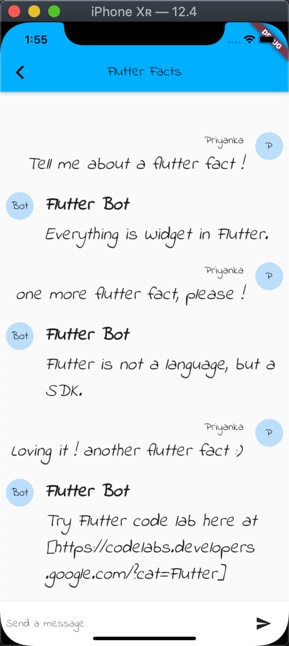 iPhone XR — 12.4
1:55
DEBUG
Flutter Facts
Priyanka
P
Tell me about a flutter fact !
Bot
Flutter Bot
Everything is widget in Flutter.
Priyanka
P
one more flutter fact, please !
Bot
Flutter Bot
Flutter is not a language, but a
SDK.
Priyanka
P
Loving it ! another flutter fact :)
Bot
Flutter Bot
Try Flutter code lab here at
[https://codelabs.developers
.google.com/?cat=Flutter]
Send a message